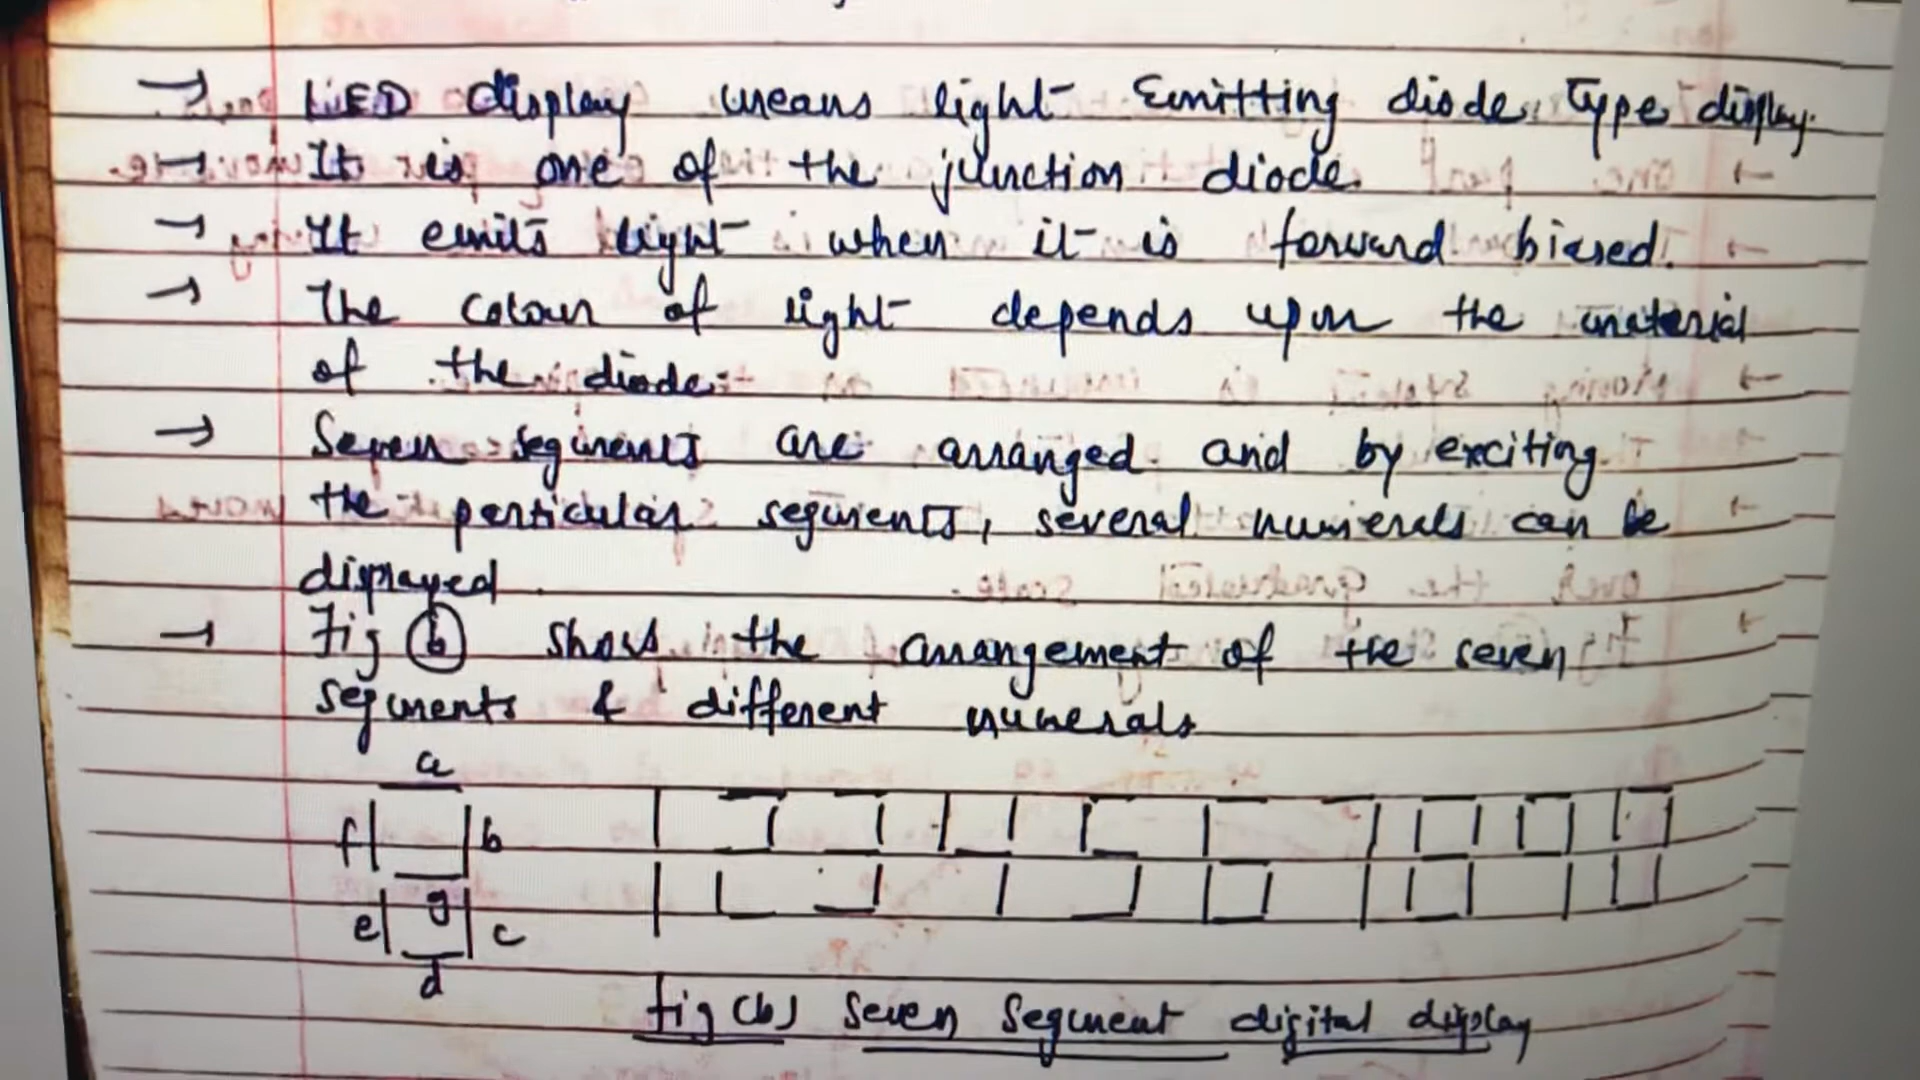 → LED display means light Emitting diode Type display.
→ It is one of the junction diode.
→ It emits light when it is forward biased.
→ The colour of light depends upon the material
of the diode.
→ Seven segments are arranged and by exciting
the particular segments, several numerals can be
displayed.
→ Fig (b) shows the arrangement of the seven
segments & different numerals
a
f b
g
e c
d
fig (b) Seven Segment digital display